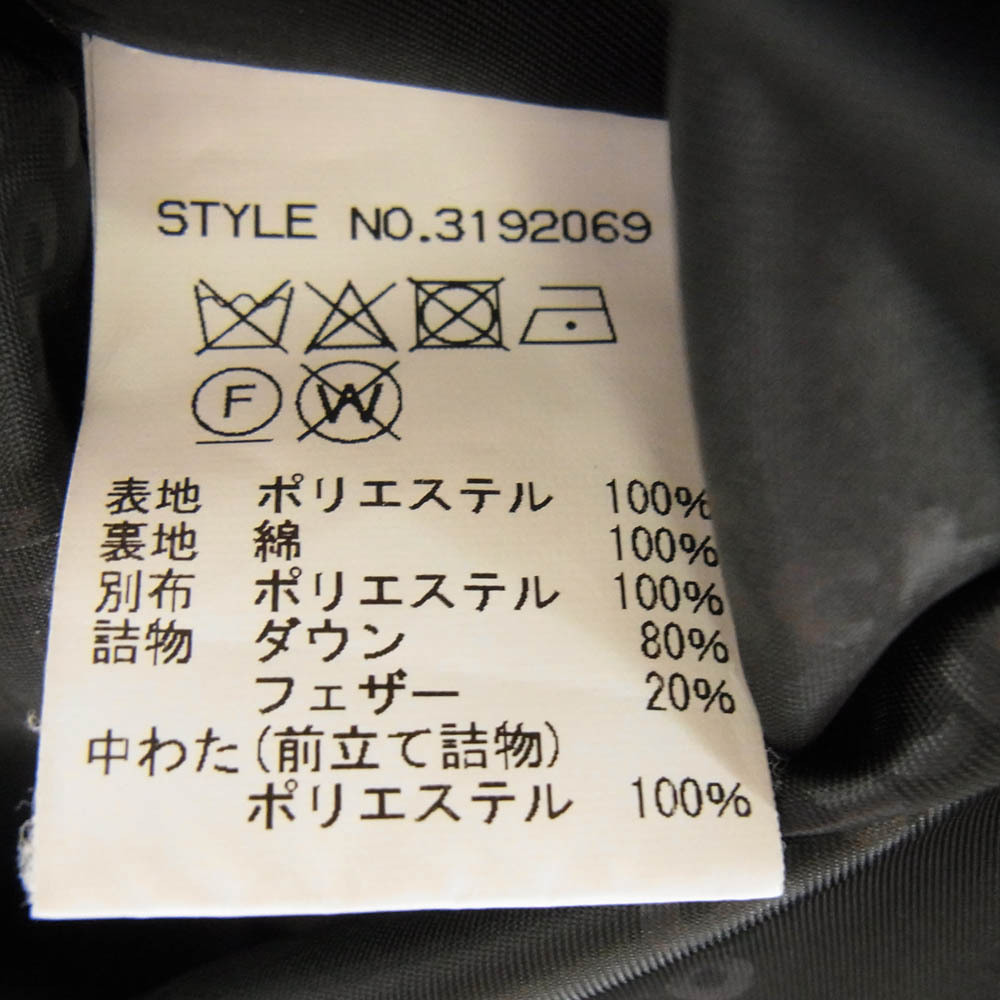 STYLE NO.3192069
F W
表地 ポリエステル 100%
裏地 綿 100%
別布 ポリエステル 100%
詰物 ダウン 80%
フェザー 20%
中わた(前立て詰物)
ポリエステル 100%